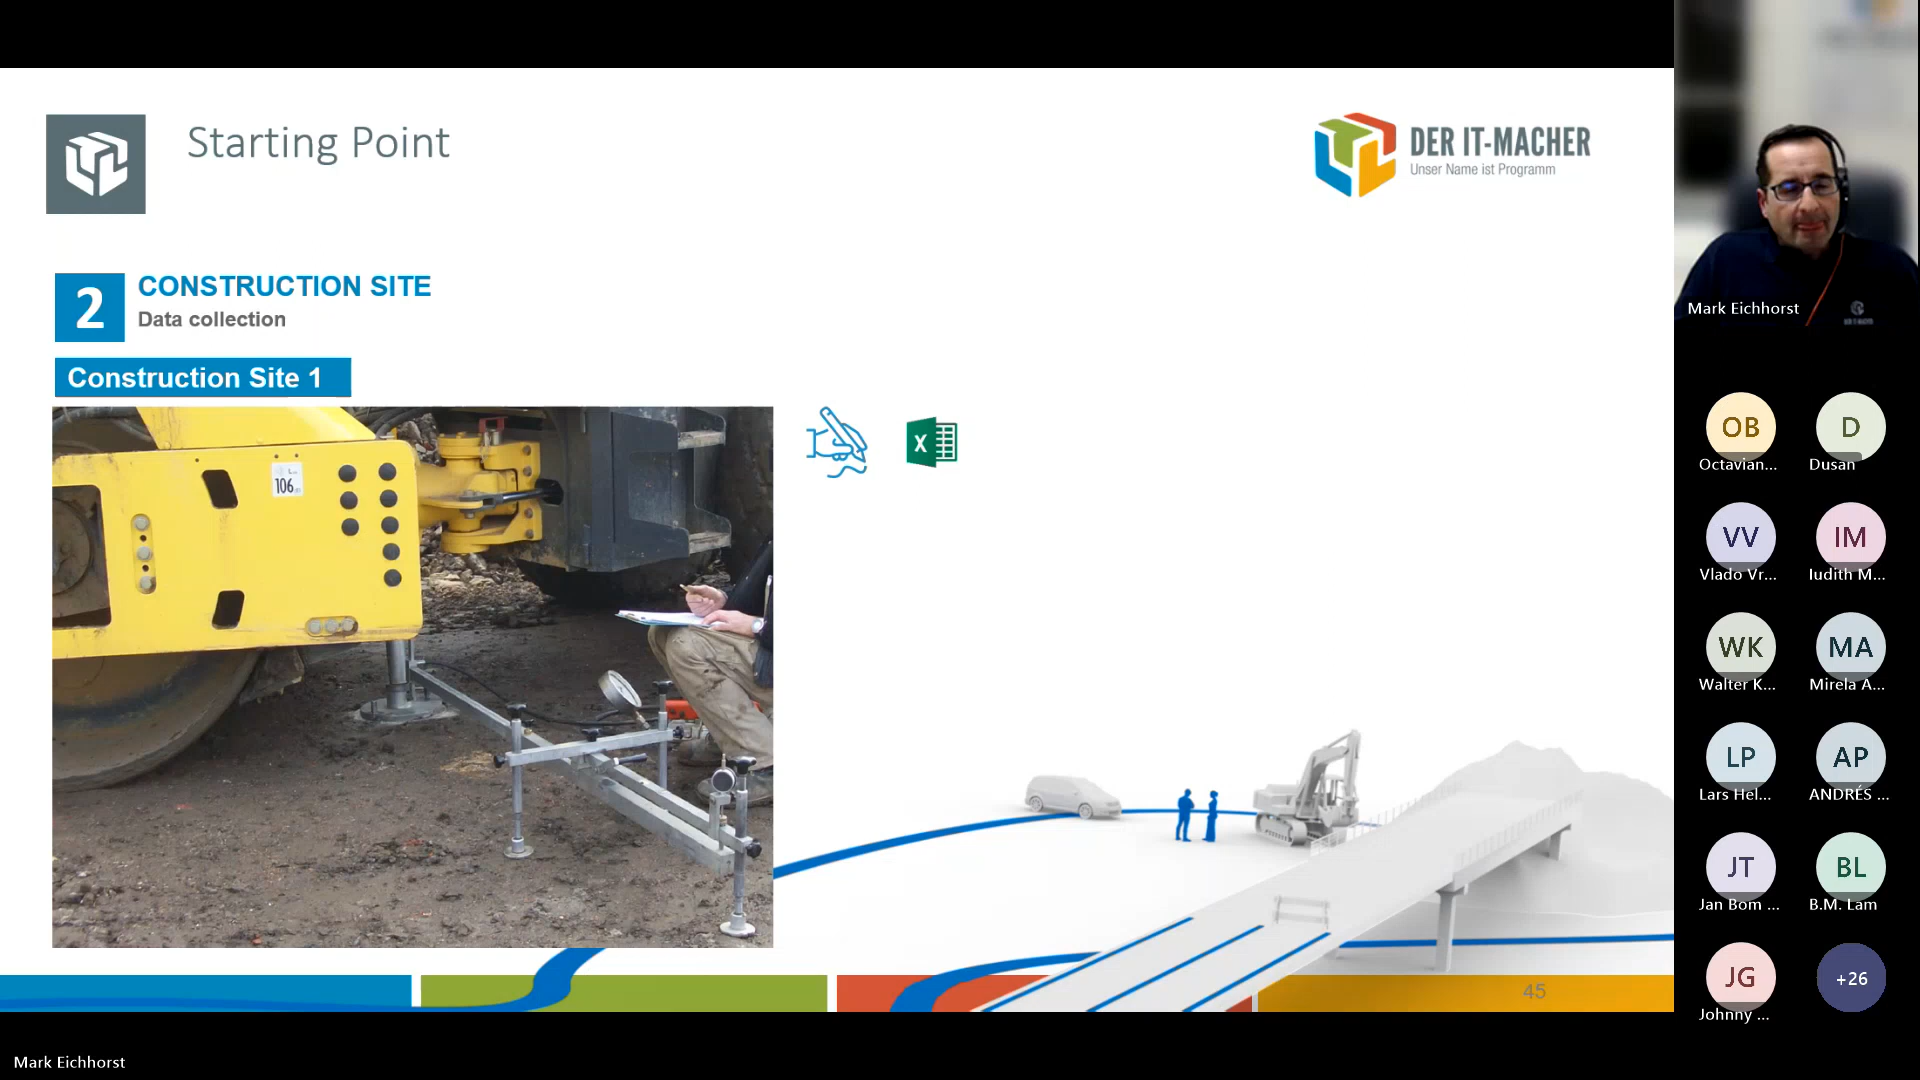 Starting Point
DER IT-MACHER
Unser Name ist Programm
2
CONSTRUCTION SITE
Data collection
Construction Site 1
106
X
45
Mark Eichhorst
OB
Octavian...
D
Dusan
VV
Vlado Vr...
IM
Iudith M...
WK
Walter K...
MA
Mirela A...
LP
Lars Hel...
AP
ANDRÉS ...
JT
Jan Bom ...
BL
B.M. Lam
JG
Johnny ...
+26
Mark Eichhorst